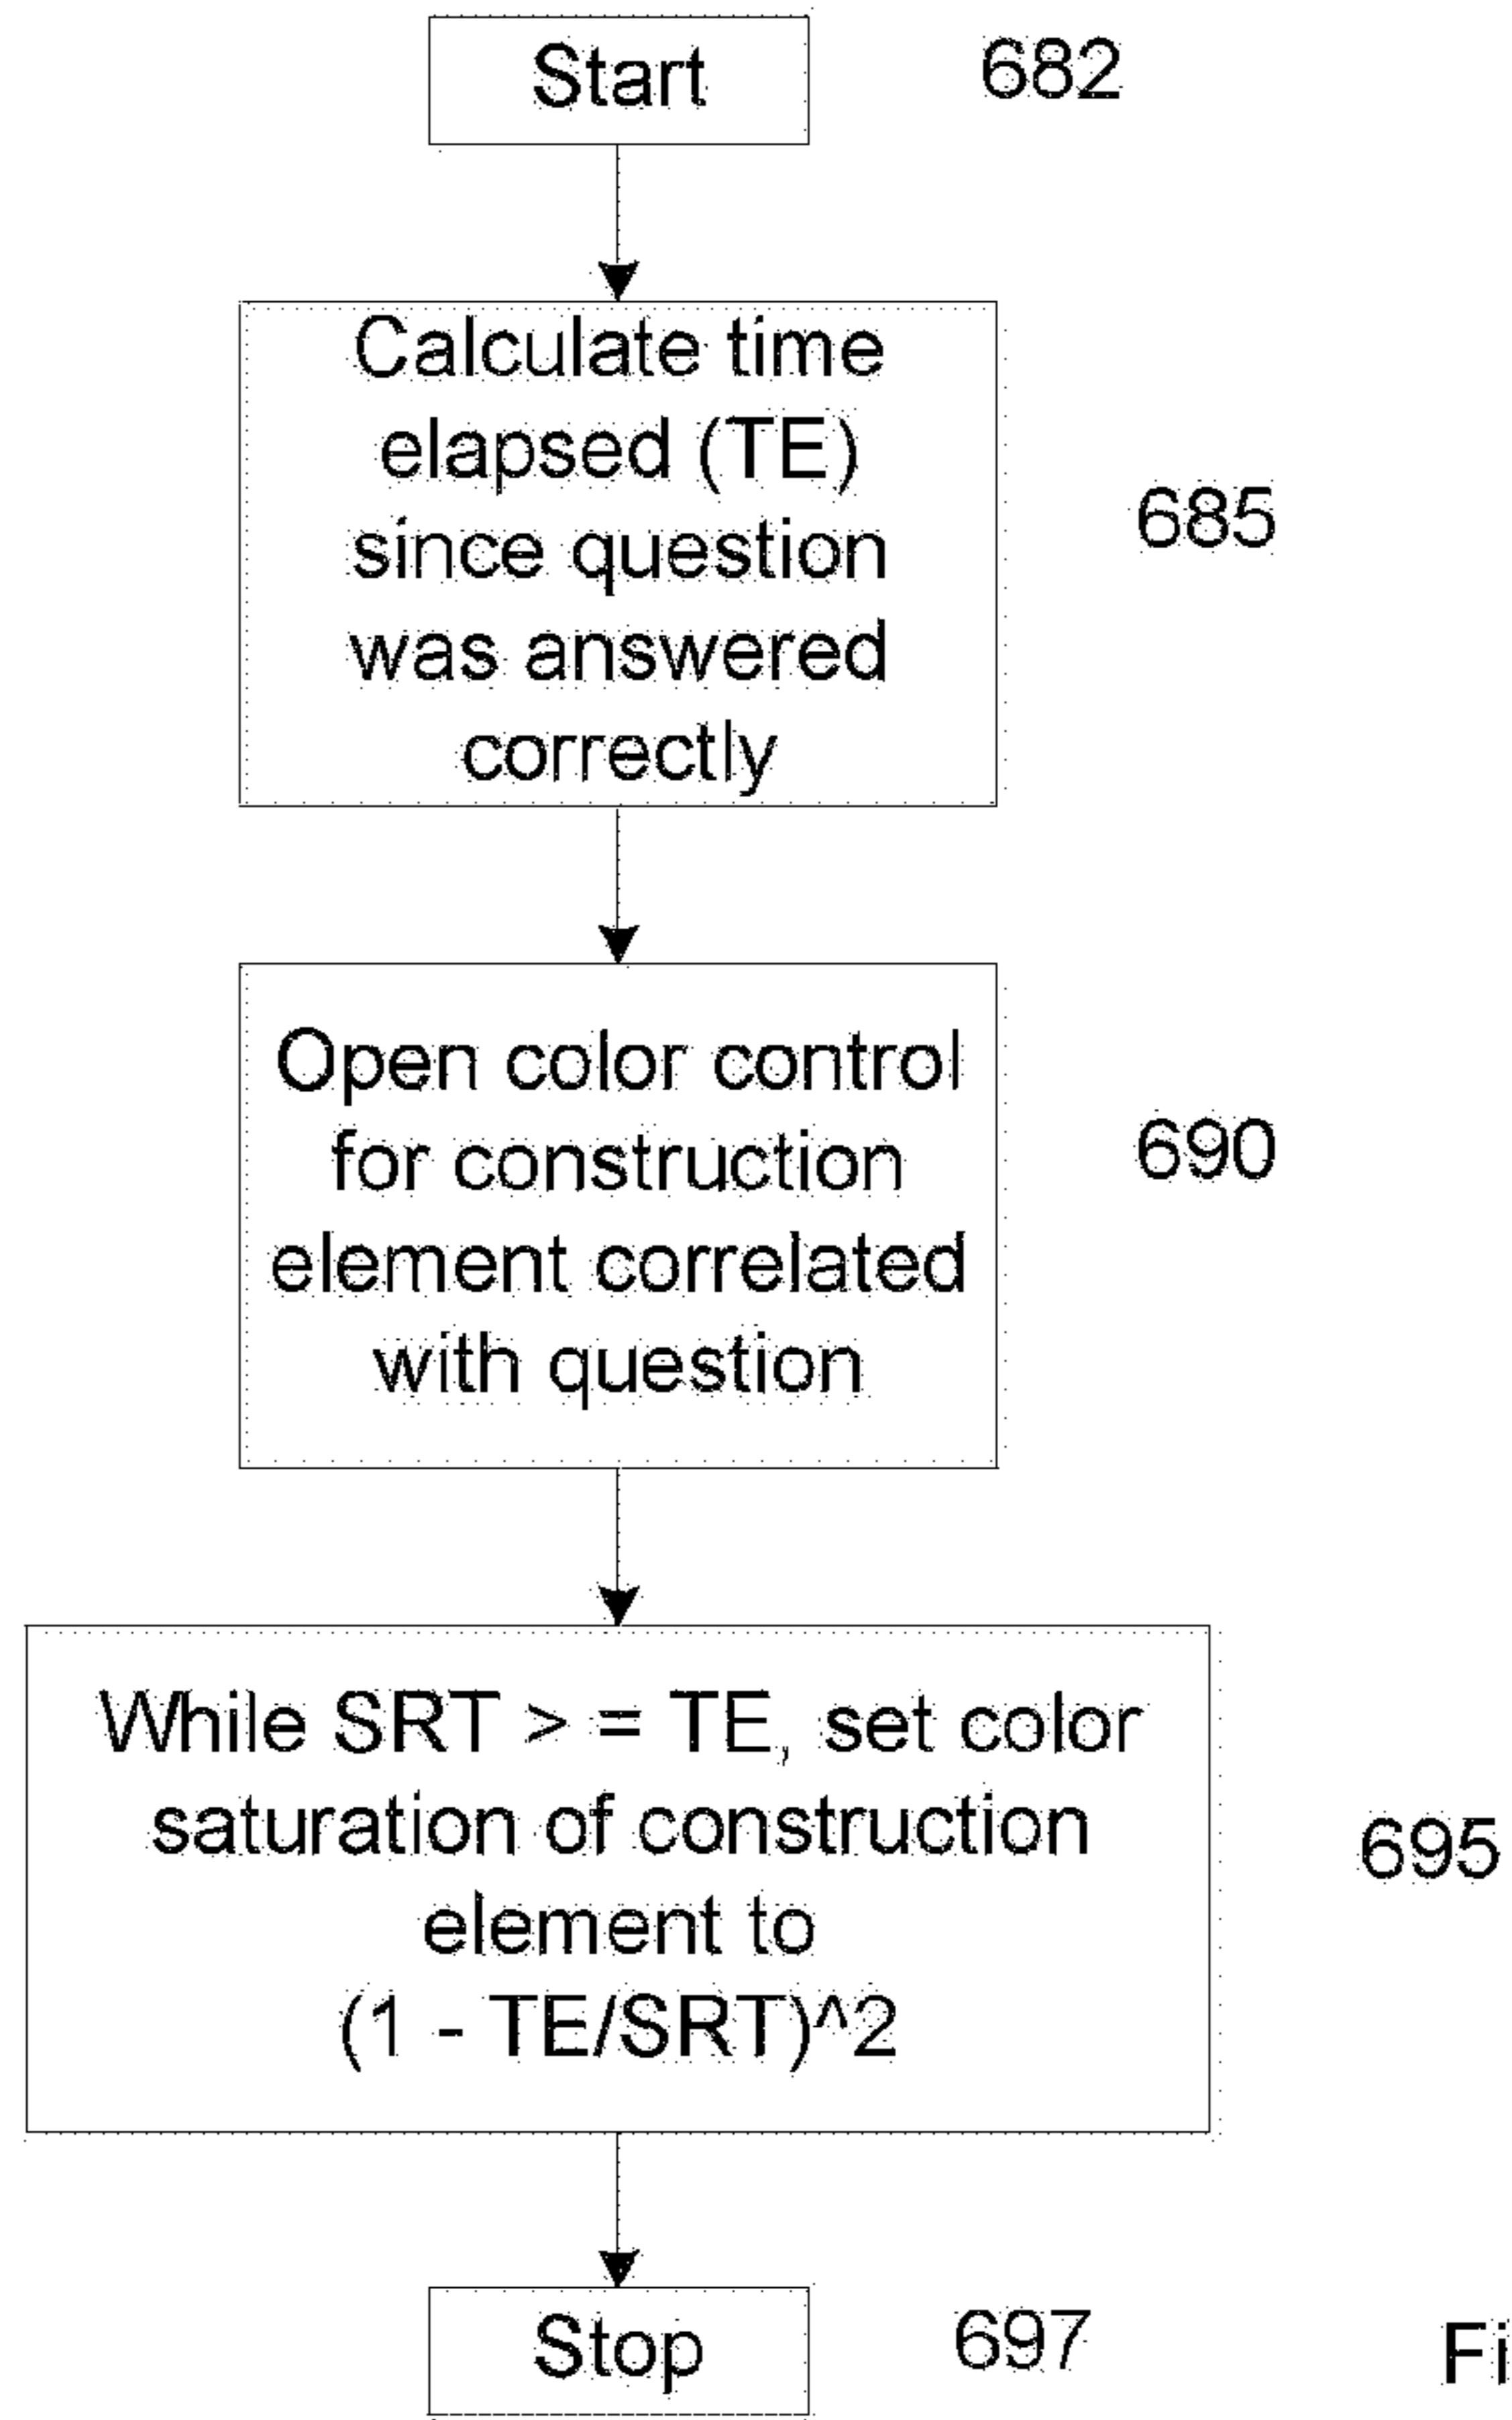 Start
682
Calculate time
elapsed (TE)
since question
was answered
correctly
685
Open color control
for construction
element correlated
with question
690
While SRT > = TE, set color
saturation of construction
element to
(1 - TE/SRT)^2
695
Stop
697